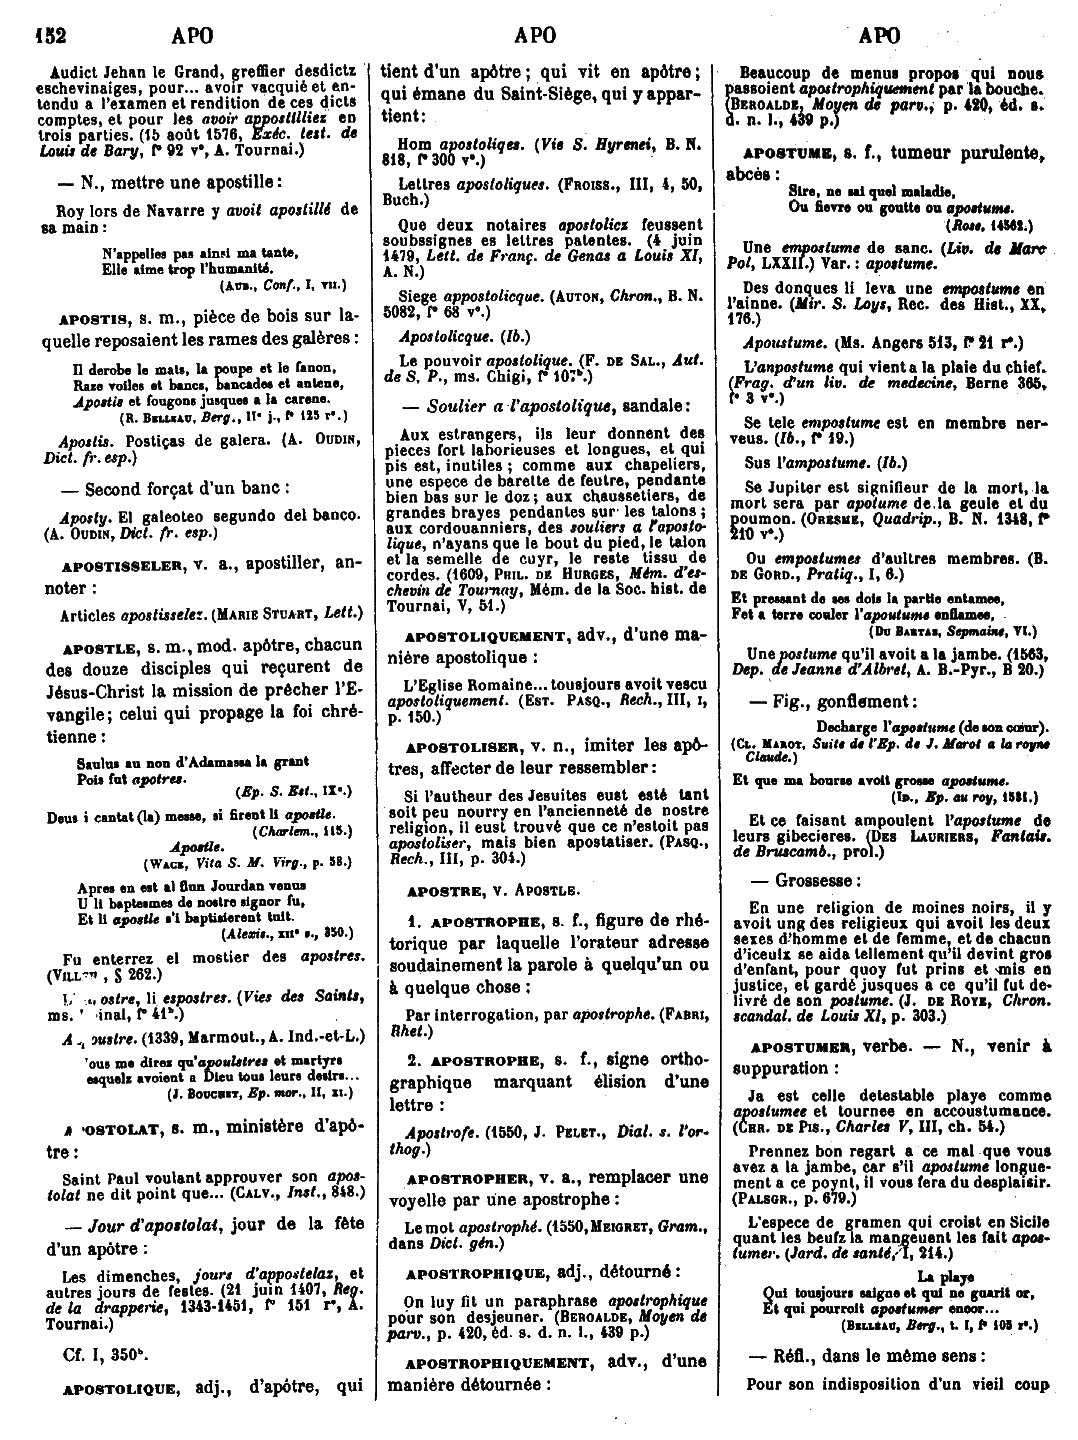 152 APO APO APO
Audict Jehan le Grand, greffier desdictz
eschevinaiges, pour... avoir vacquié et en-
tendu a l'examen et rendition de ces dicts
comptes, et pour les avoir appostilliez en
trois parties. (15 août 1576, Exéc. test. de
Louis de Bary, f° 92 v°, A. Tournai.)
— N., mettre une apostille :
Roy lors de Navarre y avoit apostillé de
sa main :
N'appelles pas ainsi ma tante,
Elle aime trop l'humanité.
(AUB., Conf., I, VII.)
APOSTIS, s. m., pièce de bois sur la-
quelle reposaient les rames des galères :
Il derobe le mats, la poupe et le fanon,
Raze voiles et bancs, bancades et antene,
Apostis et fougons jusques a la carene.
(R. BELLEAU, Berg., II° j., f° 125 r°.)
Apostis. Postiças de galera. (A. OUDIN,
Dict. fr. esp.)
— Second forçat d'un banc :
Aposty. El galeoteo segundo del banco.
(A. OUDIN, Dict. fr. esp.)
APOSTISSELER, v. a., apostiller, an-
noter :
Articles apostisselez. (MARIE STUART, Lett.)
APOSTLE, s. m., mod. apôtre, chacun
des douze disciples qui reçurent de
Jésus-Christ la mission de prêcher l'E-
vangile; celui qui propage la foi chré-
tienne :
Saulus au non d'Adamassa la grant
Pois fut apotres.
(Ep. S. Est., IX°.)
Deus i cantat (la) messe, si firent li apostle.
(Charlem., 115.)
Apostle.
(WACE, Vita S. M. Virg., p. 58.)
Apres en est al flun Jourdan venus
U li baptesmes de nostre signor fu,
Et li apostle s'i baptisierent tuit.
(Alexis., XII° s., 350.)
Fu enterrez el mostier des apostres.
(VILL , § 262.)
ostre, li espostres. (Vies des Saints,
ms. inal, f° 41ᵇ.)
A oustre. (1339, Marmout., A. Ind.-et-L.)
ous me dires qu'apoulstres et martyrs
esquelz avoient a Dieu tous leurs desirs...
(J. BOUCHET, Ep. mor., II, XI.)
A OSTOLAT, s. m., ministère d'apô-
tre :
Saint Paul voulant approuver son apos-
tolat ne dit point que... (CALV., Inst., 848.)
— Jour d'apostolat, jour de la fête
d'un apôtre :
Les dimenches, jours d'appostelaz, et
autres jours de festes. (21 juin 1407, Reg.
de la drapperie, 1343-1451, f° 151 r°, A.
Tournai.)
Cf. I, 350ᵇ.
APOSTOLIQUE, adj., d'apôtre, qui
tient d'un apôtre ; qui vit en apôtre ;
qui émane du Saint-Siège, qui y appar-
tient :
Hom apostoliqes. (Vie S. Hyrenei, B. N.
818, f° 300 v°.)
Lettres apostoliques. (FROISS., III, 4, 50,
Buch.)
Que deux notaires apostolicz feussent
soubssignes es lettres patentes. (4 juin
1479, Lett. de Franç. de Genas a Louis XI,
A. N.)
Siege appostolicque. (AUTON, Chron., B. N.
5082, f° 68 v°.)
Apostolicque. (Ib.)
Le pouvoir apostolique. (F. DE SAL., Aut.
de S. P., ms. Chigi, f° 107ᵇ.)
— Soulier a l'apostolique, sandale :
Aux estrangers, ils leur donnent des
pieces fort laborieuses et longues, et qui
pis est, inutiles ; comme aux chapeliers,
une espece de barette de feutre, pendante
bien bas sur le doz ; aux chaussetiers, de
grandes brayes pendantes sur les talons ;
aux cordouanniers, des souliers a l'aposto-
lique, n'ayans que le bout du pied, le talon
et la semelle de cuyr, le reste tissu de
cordes. (1609, PHIL. DE HURGES, Mém. d'es-
chevin de Tournay, Mém. de la Soc. hist. de
Tournai, V, 51.)
APOSTOLIQUEMENT, adv., d'une ma-
nière apostolique :
L'Eglise Romaine... tousjours avoit vescu
apostoliquement. (EST. PASQ., Rech., III, I,
p. 150.)
APOSTOLISER, v. n., imiter les apô-
tres, affecter de leur ressembler :
Si l'autheur des Jesuites eust esté tant
soit peu nourry en l'ancienneté de nostre
religion, il eust trouvé que ce n'estoit pas
apostoliser, mais bien apostatiser. (PASQ.,
Rech., III, p. 304.)
APOSTRE, v. APOSTLE.
1. APOSTROPHE, s. f., figure de rhé-
torique par laquelle l'orateur adresse
soudainement la parole à quelqu'un ou
à quelque chose :
Par interrogation, par apostrophe. (FABRI,
Rhet.)
2. APOSTROPHE, s. f., signe ortho-
graphique marquant élision d'une
lettre :
Apostrofe. (1550, J. PELET., Dial. s. l'or-
thog.)
APOSTROPHER, v. a., remplacer une
voyelle par une apostrophe :
Le mot apostrophé. (1550, MEIGRET, Gram.,
dans Dict. gén.)
APOSTROPHIQUE, adj., détourné :
On luy fit un paraphrase apostrophique
pour son desjeuner. (BEROALDE, Moyen de
parv., p. 420, éd. s. d. n. l., 439 p.)
APOSTROPHIQUEMENT, adv., d'une
manière détournée :
Beaucoup de menus propos qui nous
passoient apostrophiquement par la bouche.
(BEROALDE, Moyen de parv., p. 420, éd. s.
d. n. l., 439 p.)
APOSTUME, s. f., tumeur purulente,
abcès :
Sire, ne sai quel maladie,
Ou fievre ou goutte ou apostume.
(Rose, 14562.)
Une empostume de sanc. (Liv. de Marc
Pol, LXXII.) Var. : apostume.
Des donques li leva une empostume en
l'ainne. (Mir. S. Loys, Rec. des Hist., XX,
176.)
Apoustume. (Ms. Angers 513, f° 21 r°.)
L'anpostume qui vient a la plaie du chief.
(Frag. d'un liv. de medecine, Berne 365,
f° 3 v°.)
Se tele empostume est en membre ner-
veus. (Ib., f° 19.)
Sus l'ampostume. (Ib.)
Se Jupiter est signifieur de la mort, la
mort sera par apotume de la geule et du
poumon. (ORESME, Quadrip., B. N. 1348, f°
210 v°.)
Ou empostumes d'aultres membres. (B.
DE GORD., Pratiq., I, 6.)
Et pressant de ses dois la partie entamee,
Fet a terre couler l'apoutume enflamee,
(DU BARTAS, Sepmaine, VI.)
Une postume qu'il avoit a la jambe. (1563,
Dep. de Jeanne d'Albret, A. B.-Pyr., B 20.)
— Fig., gonflement :
Decharge l'apostume (de son cœur).
(CL. MAROT, Suite de l'Ep. de J. Marot a la royne
Claude.)
Et que ma bourse avoit grosse apostume.
(ID., Ep. au roy, 1531.)
Et ce faisant ampoulent l'apostume de
leurs gibecieres. (DES LAURIERS, Fantais.
de Bruscamb., prol.)
— Grossesse :
En une religion de moines noirs, il y
avoit ung des religieux qui avoit les deux
sexes d'homme et de femme, et de chacun
d'iceulx se aida tellement qu'il devint gros
d'enfant, pour quoy fut prins et mis en
justice, et gardé jusques a ce qu'il fut de-
livré de son postume. (J. DE ROYE, Chron.
scandal. de Louis XI, p. 303.)
APOSTUMER, verbe. — N., venir à
suppuration :
Ja est celle detestable playe comme
apostumee et tournee en accoustumance.
(CHR. DE PIS., Charles V, III, ch. 54.)
Prennez bon regart a ce mal que vous
avez a la jambe, car s'il apostume longue-
ment a ce poynt, il vous fera du desplaisir.
(PALSGR., p. 679.)
L'espece de gramen qui croist en Sicile
quant les beufz la mangeuent les fait apos-
tumer. (Jard. de santé, I, 214.)
La playe
Qui tousjours saigne et qui ne guarit or,
Et qui pourroit apostumer encor...
(BELLEAU, Berg., t. I, f° 103 r°.)
— Réfl., dans le même sens :
Pour son indisposition d'un vieil coup